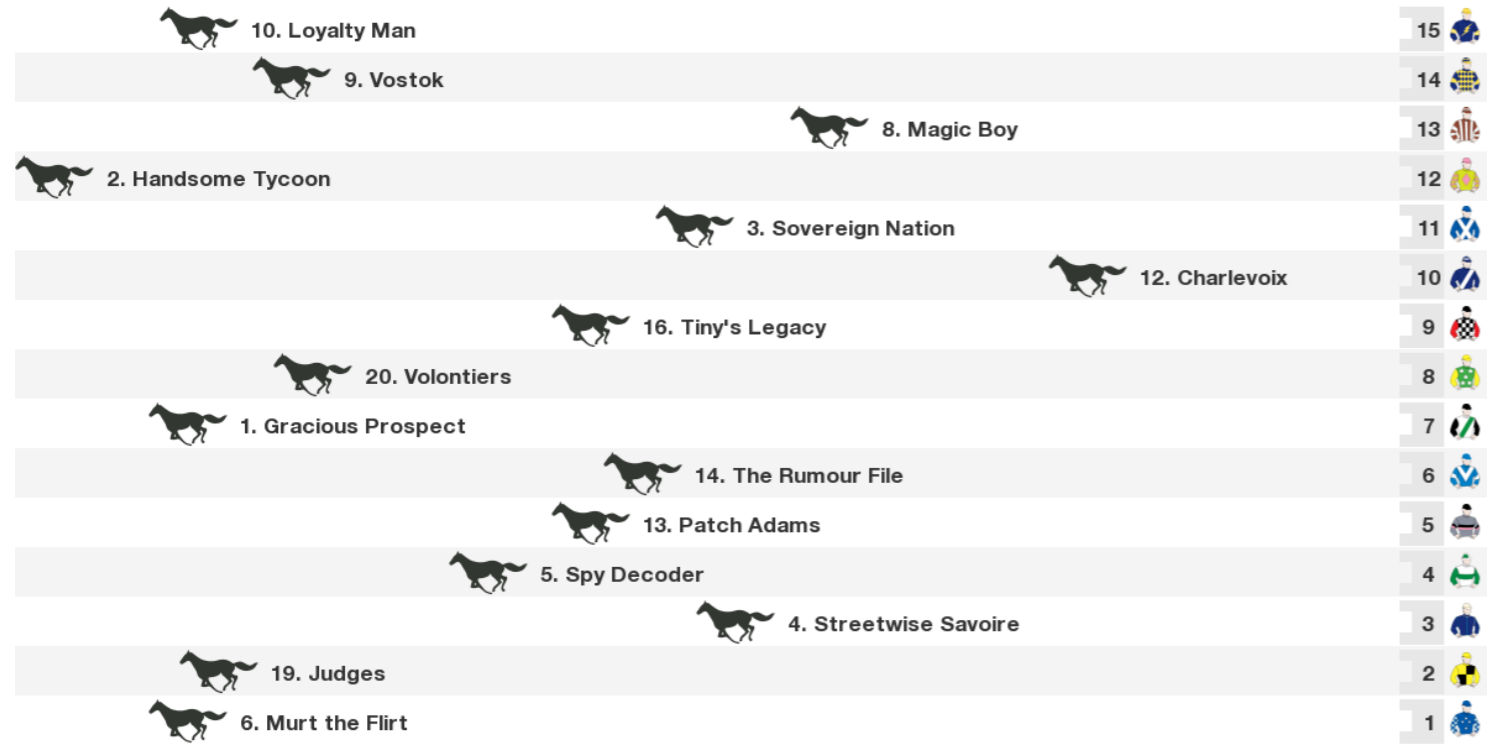 10. Loyalty Man 15
9. Vostok 14
8. Magic Boy 13
2. Handsome Tycoon 12
3. Sovereign Nation 11
12. Charlevoix 10
16. Tiny's Legacy 9
20. Volontiers 8
1. Gracious Prospect 7
14. The Rumour File 6
13. Patch Adams 5
5. Spy Decoder 4
4. Streetwise Savoire 3
19. Judges 2
6. Murt the Flirt 1